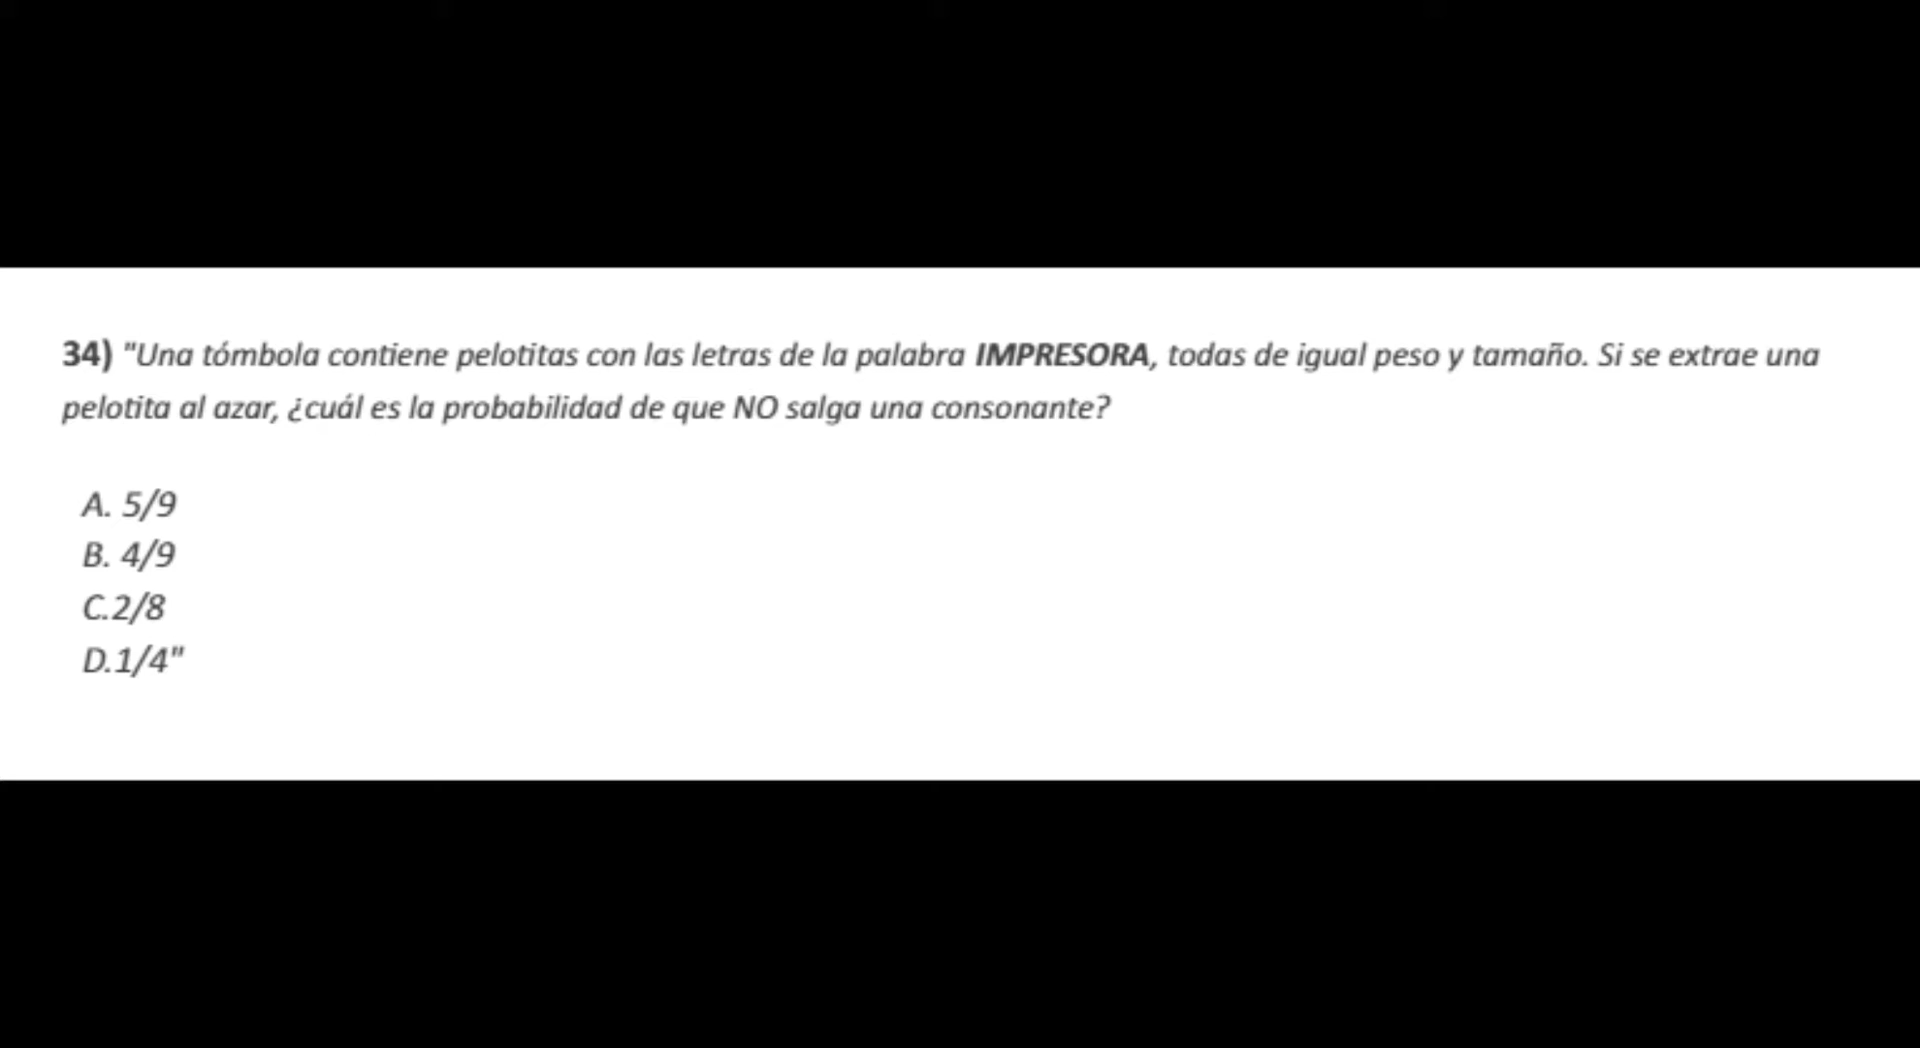 34) "Una tómbola contiene pelotitas con las letras de la palabra IMPRESORA, todas de igual peso y tamaño. Si se extrae una
pelotita al azar, ¿cuál es la probabilidad de que NO salga una consonante?
A. 5/9
B. 4/9
C.2/8
D.1/4"